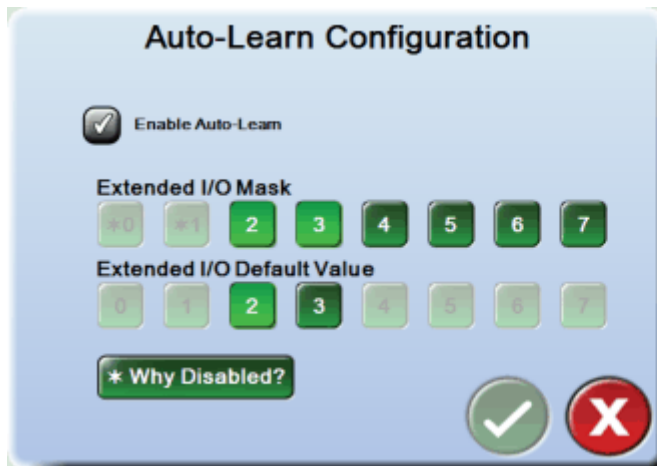 Auto-Learn Configuration
Enable Auto-Learn
Extended I/O Mask
*0 *1 2 3 4 5 6 7
Extended I/O Default Value
0 1 2 3 4 5 6 7
* Why Disabled?
X